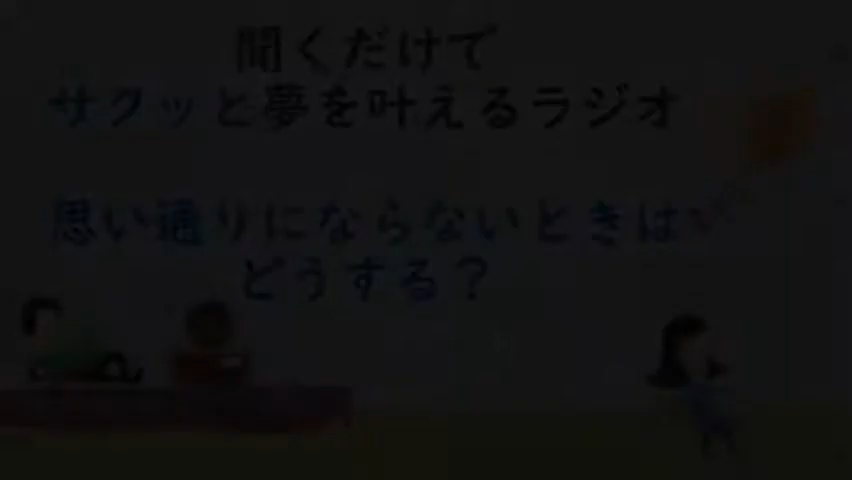 聞くだけで
サクッと夢を叶えるラジオ
思い通りにならないときは
どうする？